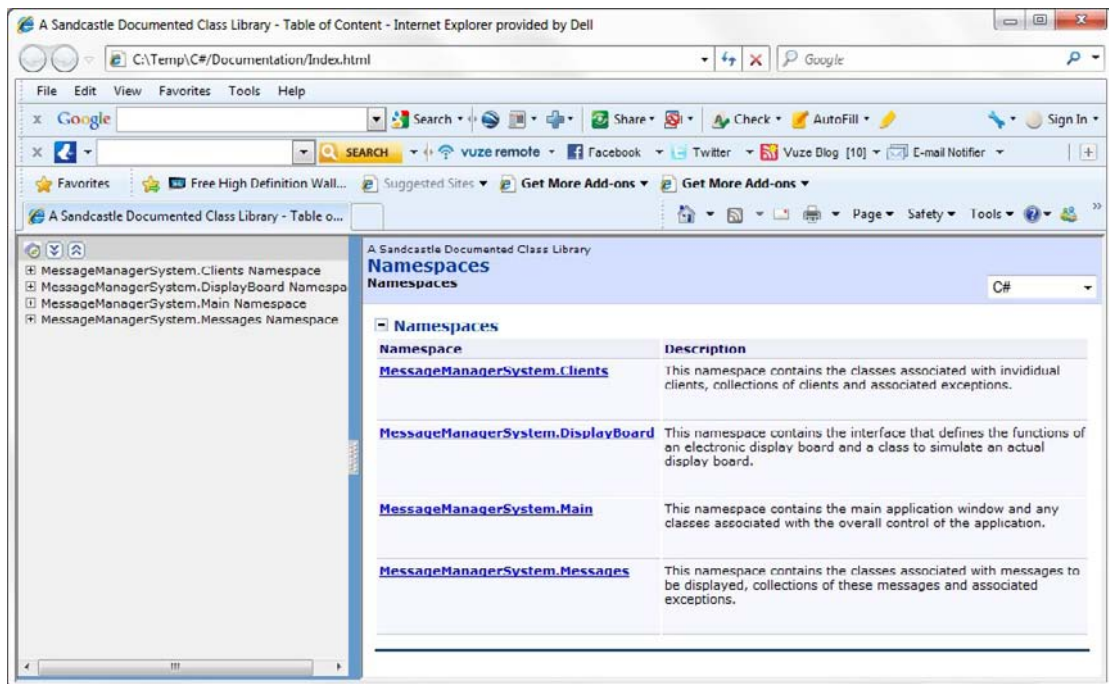 A Sandcastle Documented Class Library - Table of Content - Internet Explorer provided by Dell
C:\Temp\C#/Documentation/Index.html
Google
File Edit View Favorites Tools Help
x Google Search Share Check AutoFill Sign In
x SEARCH vuze remote Facebook Twitter Vuze Blog [10] E-mail Notifier
Favorites Free High Definition Wall... Suggested Sites Get More Add-ons Get More Add-ons
A Sandcastle Documented Class Library - Table o... Page Safety Tools
MessageManagerSystem.Clients Namespace
MessageManagerSystem.DisplayBoard Namespa
MessageManagerSystem.Main Namespace
MessageManagerSystem.Messages Namespace
A Sandcastle Documented Class Library
Namespaces
Namespaces
C#
Namespaces
Namespace Description
MessageManagerSystem.Clients This namespace contains the classes associated with invididual
clients, collections of clients and associated exceptions.
MessageManagerSystem.DisplayBoard This namespace contains the interface that defines the functions of
an electronic display board and a class to simulate an actual
display board.
MessageManagerSystem.Main This namespace contains the main application window and any
classes associated with the overall control of the application.
MessageManagerSystem.Messages This namespace contains the classes associated with messages to
be displayed, collections of these messages and associated
exceptions.